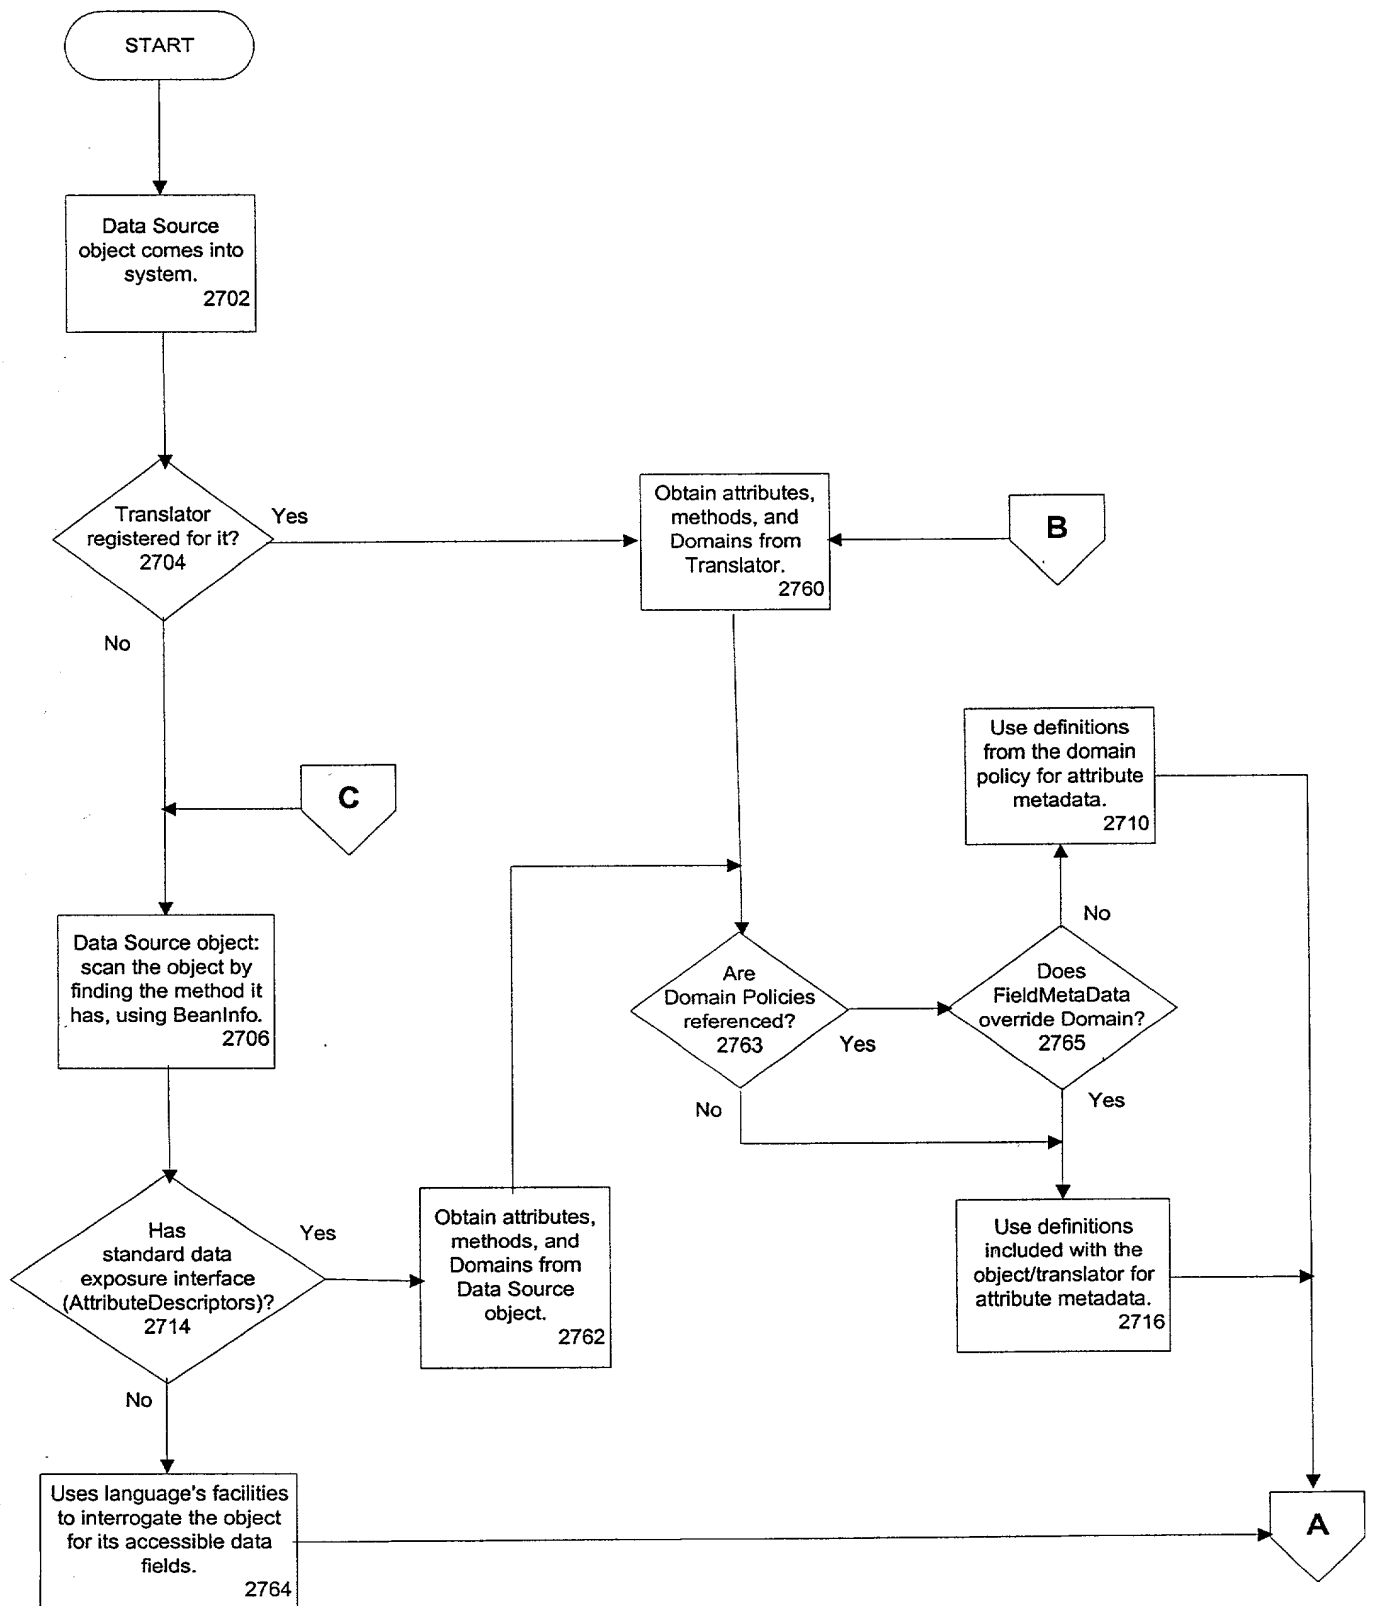 START
Data Source
object comes into
system.
2702
Translator
registered for it?
2704
Yes
No
Obtain attributes,
methods, and
Domains from
Translator.
2760
B
C
Use definitions
from the domain
policy for attribute
metadata.
2710
Data Source object:
scan the object by
finding the method it
has, using BeanInfo.
2706
Are
Domain Policies
referenced?
2763
Yes
No
Does
FieldMetaData
override Domain?
2765
No
Yes
Has
standard data
exposure interface
(AttributeDescriptors)?
2714
Yes
No
Obtain attributes,
methods, and
Domains from
Data Source
object.
2762
Use definitions
included with the
object/translator for
attribute metadata.
2716
Uses language's facilities
to interrogate the object
for its accessible data
fields.
2764
A